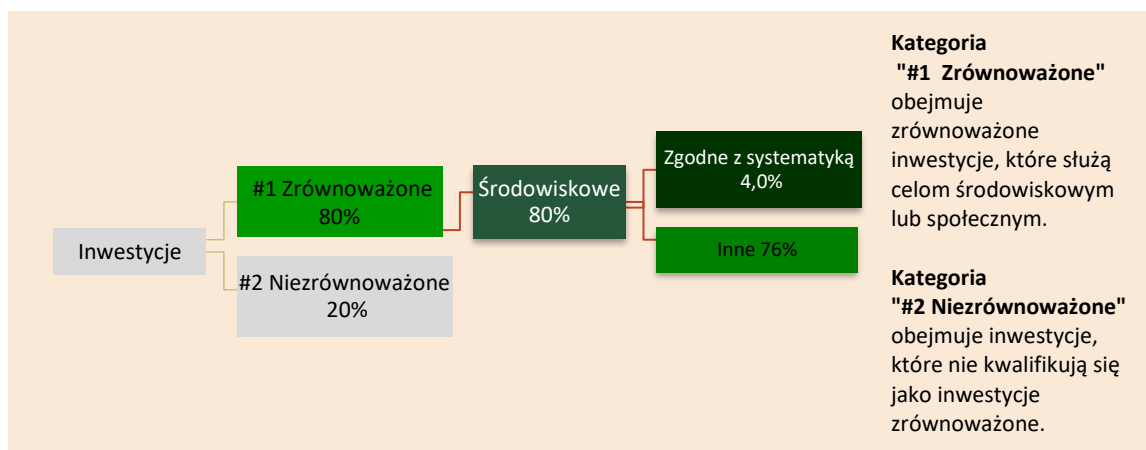 Inwestycje
#1 Zrównoważone
80%
#2 Niezrównoważone
20%
Środowiskowe
80%
Zgodne z systematyką
4,0%
Inne 76%
Kategoria
"#1 Zrównoważone"
obejmuje
zrównoważone
inwestycje, które służą
celom środowiskowym
lub społecznym.
Kategoria
"#2 Niezrównoważone"
obejmuje inwestycje,
które nie kwalifikują się
jako inwestycje
zrównoważone.